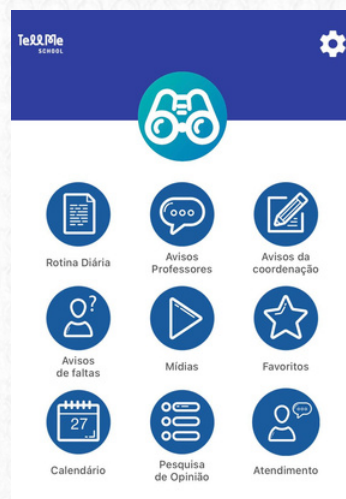 TellMe
SCHOOL
Rotina Diária
Avisos
Professores
Avisos da
coordenação
?
Avisos
de faltas
Mídias
Favoritos
27
Calendário
Pesquisa
de Opinião
Atendimento